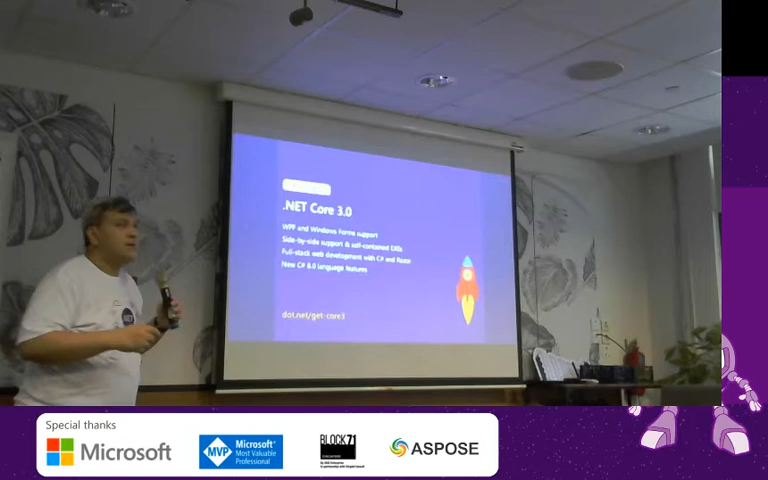 .NET Core 3.0
WPF and Windows Forms support
Side-by-side support & self-contained EXEs
Full-stack web development with C# and Razor
New C# 8.0 language features
dot.net/get-core3
.NET
Special thanks
Microsoft
MVP
Microsoft®
Most Valuable
Professional
BLOCK71
ASPOSE